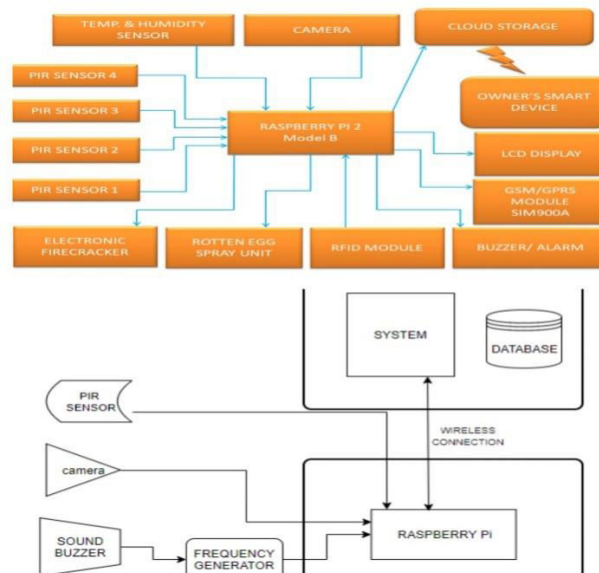 TEMP. & HUMIDITY
SENSOR
CAMERA
CLOUD STORAGE
PIR SENSOR 4
PIR SENSOR 3
PIR SENSOR 2
PIR SENSOR 1
RASPBERRY PI 2
Model B
OWNER'S SMART
DEVICE
LCD DISPLAY
GSM/GPRS
MODULE
SIM900A
ELECTRONIC
FIRECRACKER
ROTTEN EGG
SPRAY UNIT
RFID MODULE
BUZZER/ ALARM
SYSTEM
DATABASE
PIR
SENSOR
WIRELESS
CONNECTION
camera
RASPBERRY Pi
SOUND
BUZZER
FREQUENCY
GENERATOR